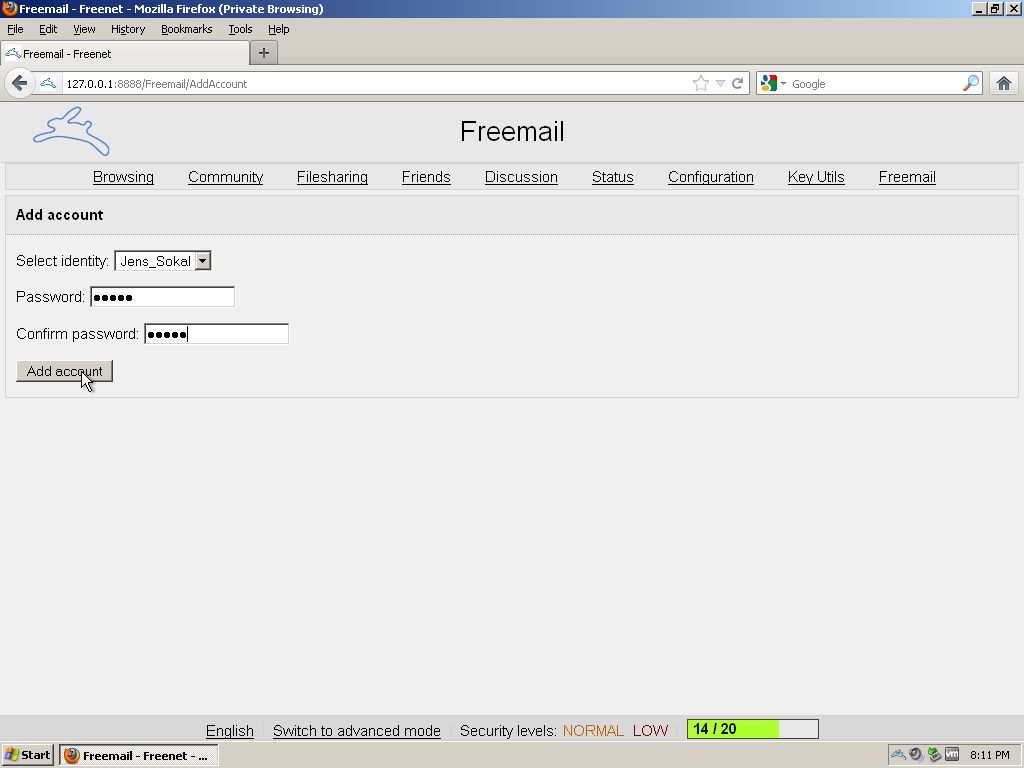 Freemail - Freenet - Mozilla Firefox (Private Browsing)
File Edit View History Bookmarks Tools Help
Freemail - Freenet
127.0.0.1:8888/Freemail/AddAccount
Google
Freemail
Browsing Community Filesharing Friends Discussion Status Configuration Key Utils Freemail
Add account
Select identity: Jens_Sokal
Password: ●●●●●
Confirm password: ●●●●●
Add account
English Switch to advanced mode Security levels: NORMAL LOW 14 / 20
Start Freemail - Freenet - ... vm 8:11 PM